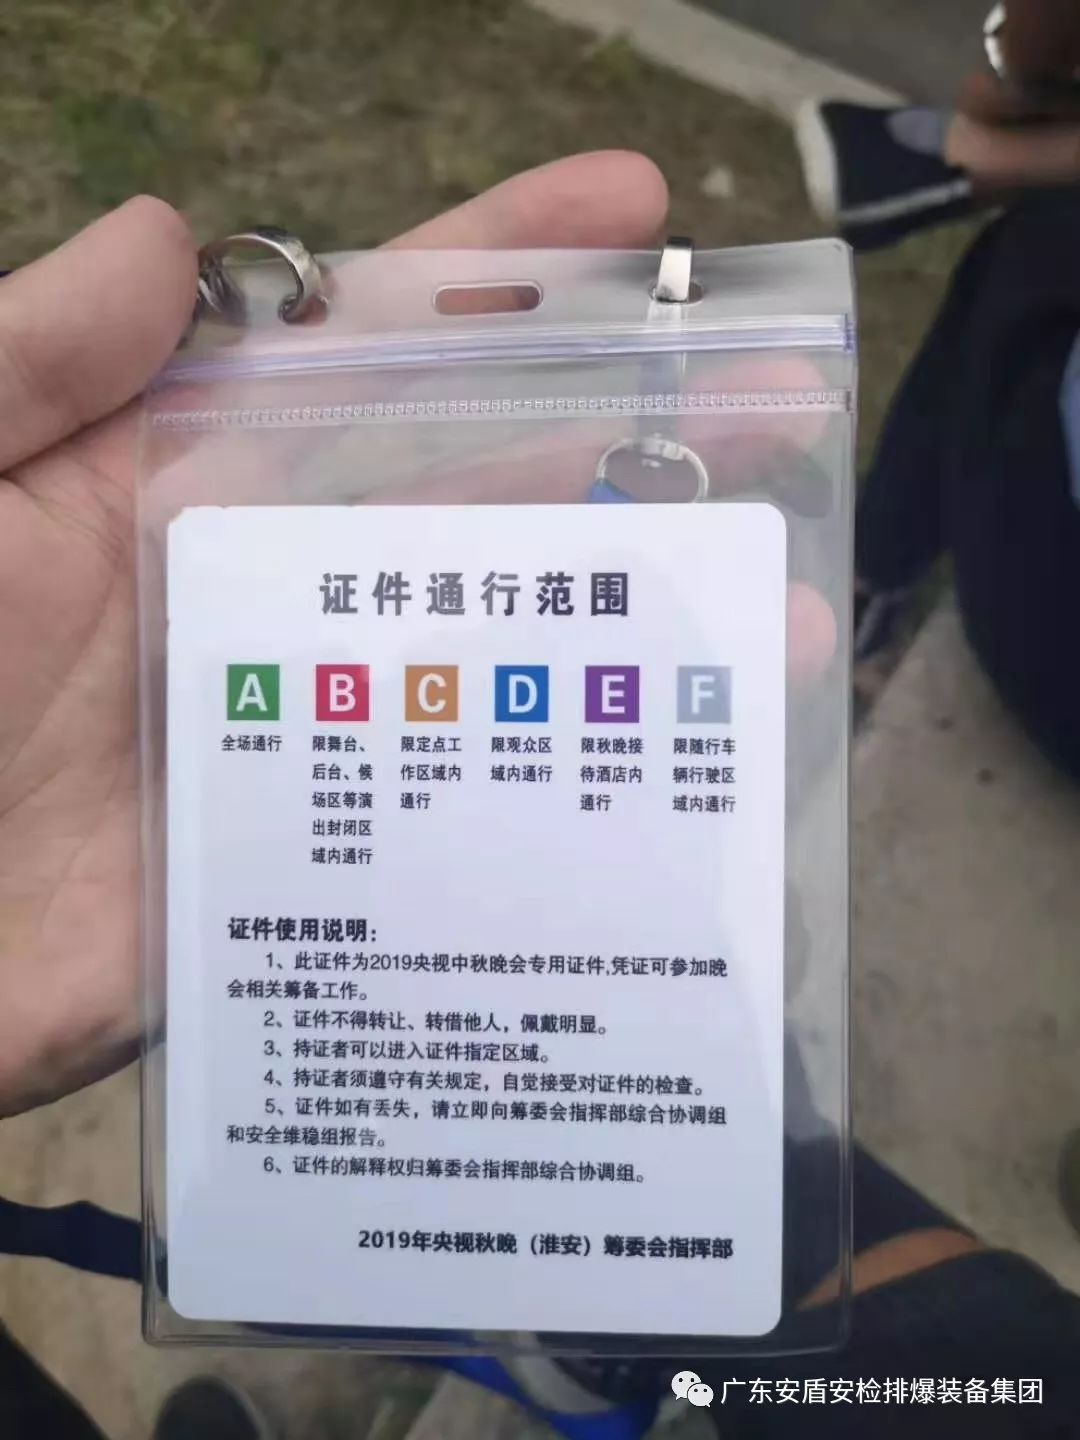 证件通行范围
A B C D E F
全场通行
限舞台、
后台、候
场区等演
出封闭区
域内通行
限定点工
作区域内
通行
限观众区
域内通行
限秋晚接
待酒店内
通行
限随行车
辆行驶区
域内通行
证件使用说明:
1、此证件为2019央视中秋晚会专用证件,凭证可参加晚
会相关筹备工作。
2、证件不得转让、转借他人，佩戴明显。
3、持证者可以进入证件指定区域。
4、持证者须遵守有关规定，自觉接受对证件的检查。
5、证件如有丢失，请立即向筹委会指挥部综合协调组
和安全维稳组报告。
6、证件的解释权归筹委会指挥部综合协调组。
2019年央视秋晚（淮安）筹委会指挥部
广东安盾安检排爆装备集团